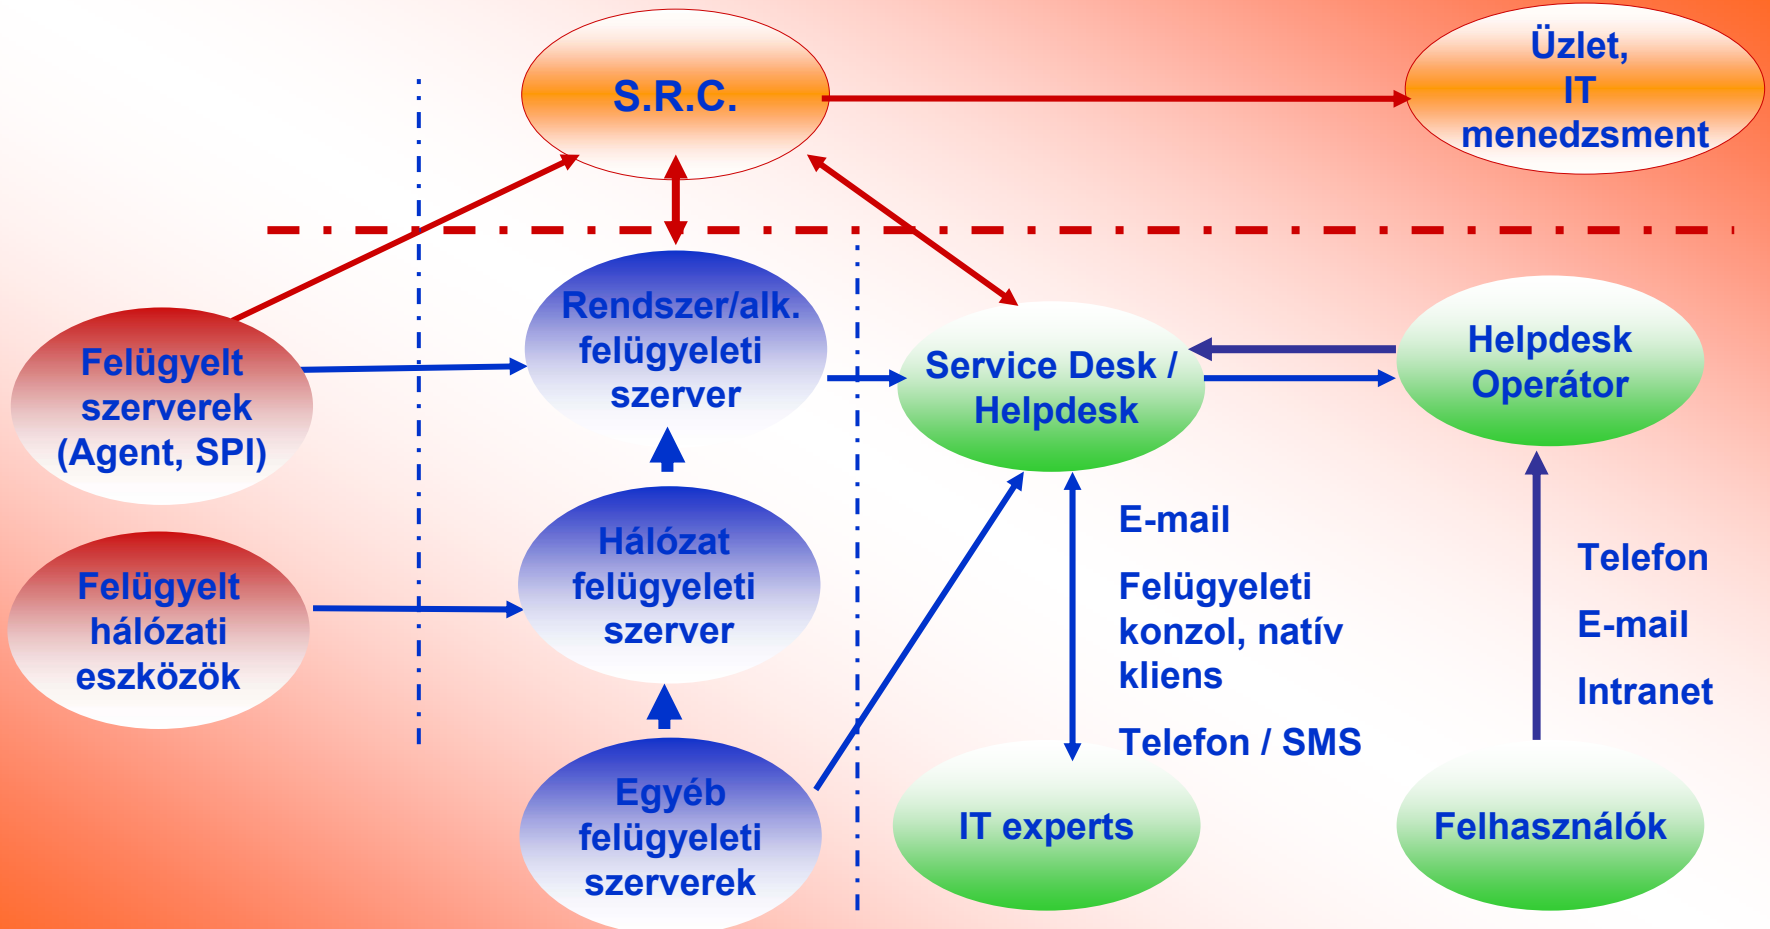 S.R.C.
Üzlet,
IT
menedzsment
Felügyelt
szerverek
(Agent, SPI)
Rendszer/alk.
felügyeleti
szerver
Service Desk /
Helpdesk
Helpdesk
Operátor
Felügyelt
hálózati
eszközök
Hálózat
felügyeleti
szerver
E-mail
Felügyeleti
konzol, natív
kliens
Telefon / SMS
Telefon
E-mail
Intranet
Egyéb
felügyeleti
szerverek
IT experts
Felhasználók